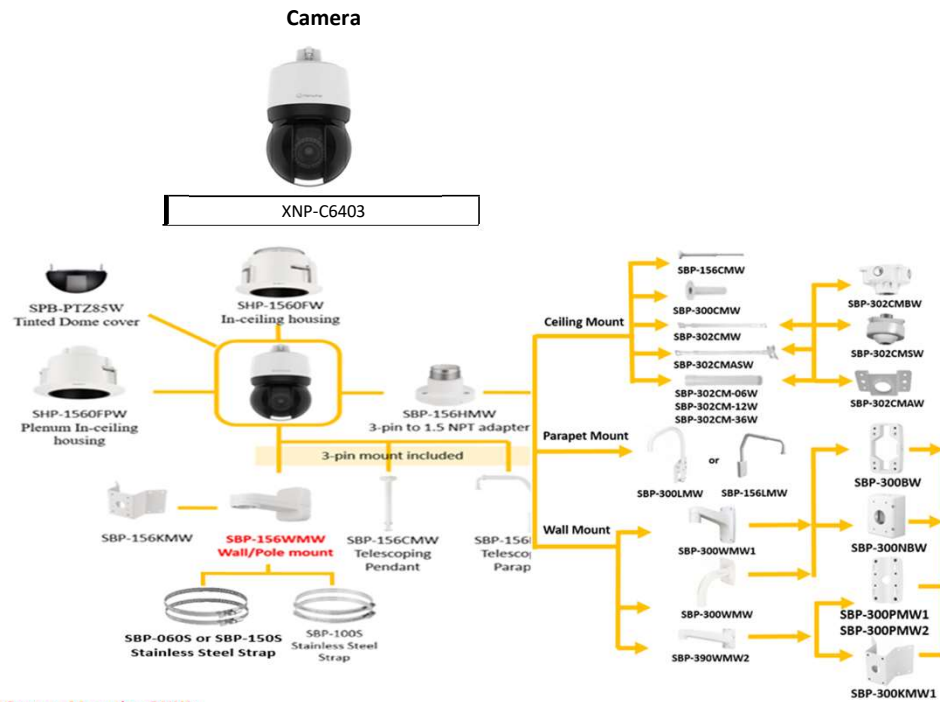 Camera
XNP-C6403
SPB-PTZ85W
Tinted Dome cover
SHP-1560FW
In-ceiling housing
SHP-1560FPW
Plenum In-ceiling
housing
SBP-156HMW
3-pin to 1.5 NPT adapter
3-pin mount included
SBP-156KMW
SBP-156WMW
Wall/Pole mount
SBP-156CMW
Telescoping
Pendant
SBP-156
Telescop
Parap
SBP-060S or SBP-150S
Stainless Steel Strap
SBP-100S
Stainless Steel
Strap
Ceiling Mount
SBP-156CMW
SBP-300CMW
SBP-302CMW
SBP-302CMASW
SBP-302CM-06W
SBP-302CM-12W
SBP-302CM-36W
SBP-302CMBW
SBP-302CMSW
SBP-302CMAW
Parapet Mount
SBP-300LMW
or
SBP-156LMW
Wall Mount
SBP-300WMW1
SBP-300WMW
SBP-390WMW2
SBP-300BW
SBP-300NBW
SBP-300PMW1
SBP-300PMW2
SBP-300KMW1